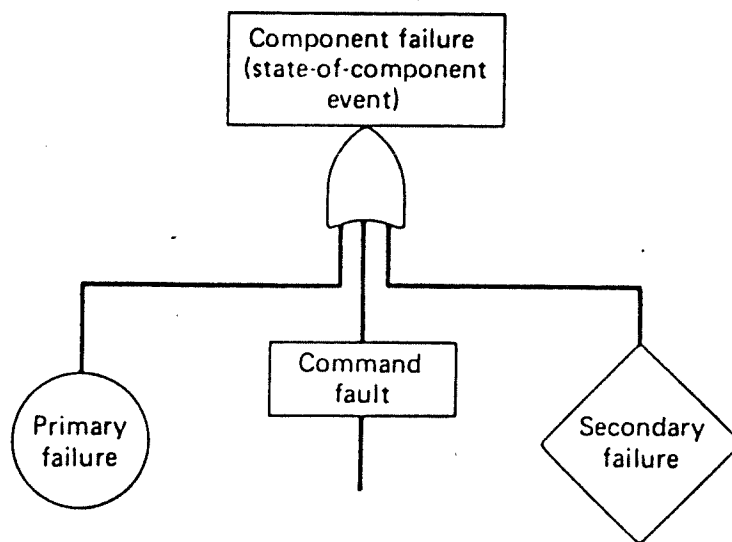 Component failure
(state-of-component
event)
Command
fault
Primary
failure
Secondary
failure